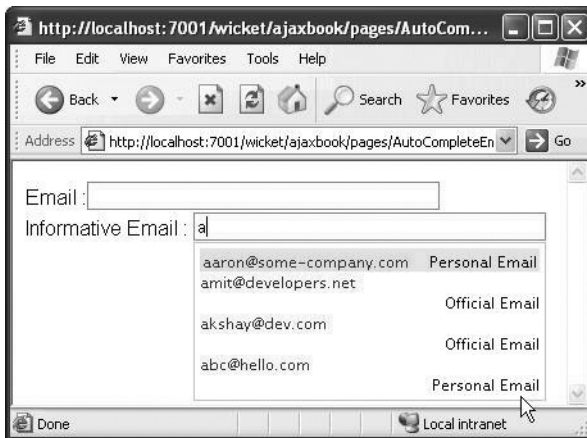 http://localhost:7001/wicket/ajaxbook/pages/AutoCom...
File Edit View Favorites Tools Help
Back Search Favorites »
Address http://localhost:7001/wicket/ajaxbook/pages/AutoCompleteEn Go
Email :
Informative Email : a
aaron@some-company.com Personal Email
amit@developers.net
Official Email
akshay@dev.com
Official Email
abc@hello.com
Personal Email
Done Local intranet